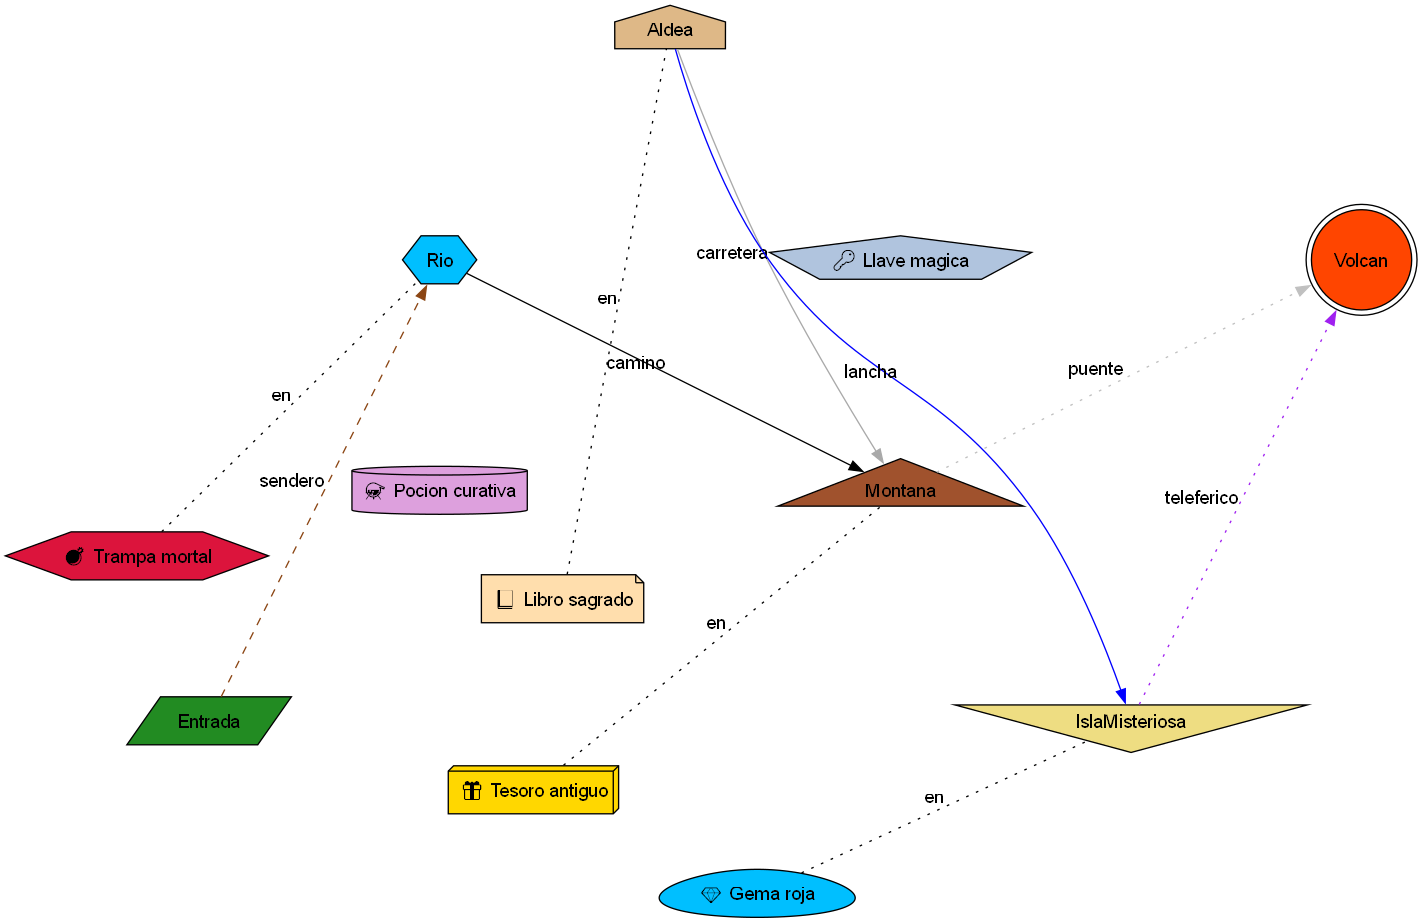 Aldea
carretera
Llave magica
Rio
Volcan
en
camino
lancha
puente
en
sendero
Pocion curativa
Montana
teleferico
Trampa mortal
Libro sagrado
en
Entrada
IslaMisteriosa
Tesoro antiguo
en
Gema roja